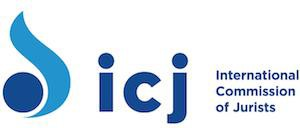 icj
International
Commission
of Jurists